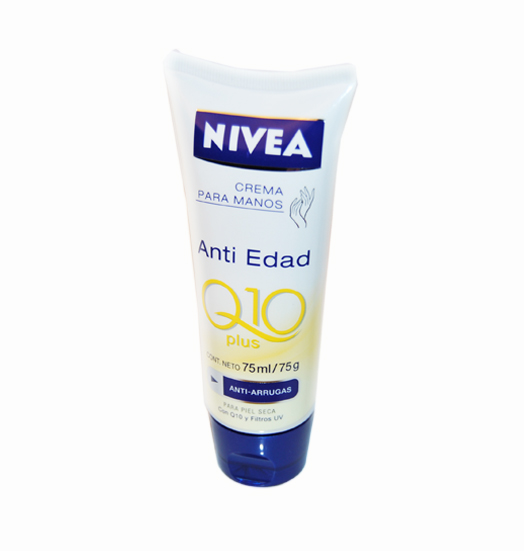 NIVEA
CREMA
PARA MANOS
Anti Edad
Q10
plus
CONT. NETO 75ml/75g
ANTI-ARRUGAS
PARA PIEL SECA
Con Q10 y Filtros UV